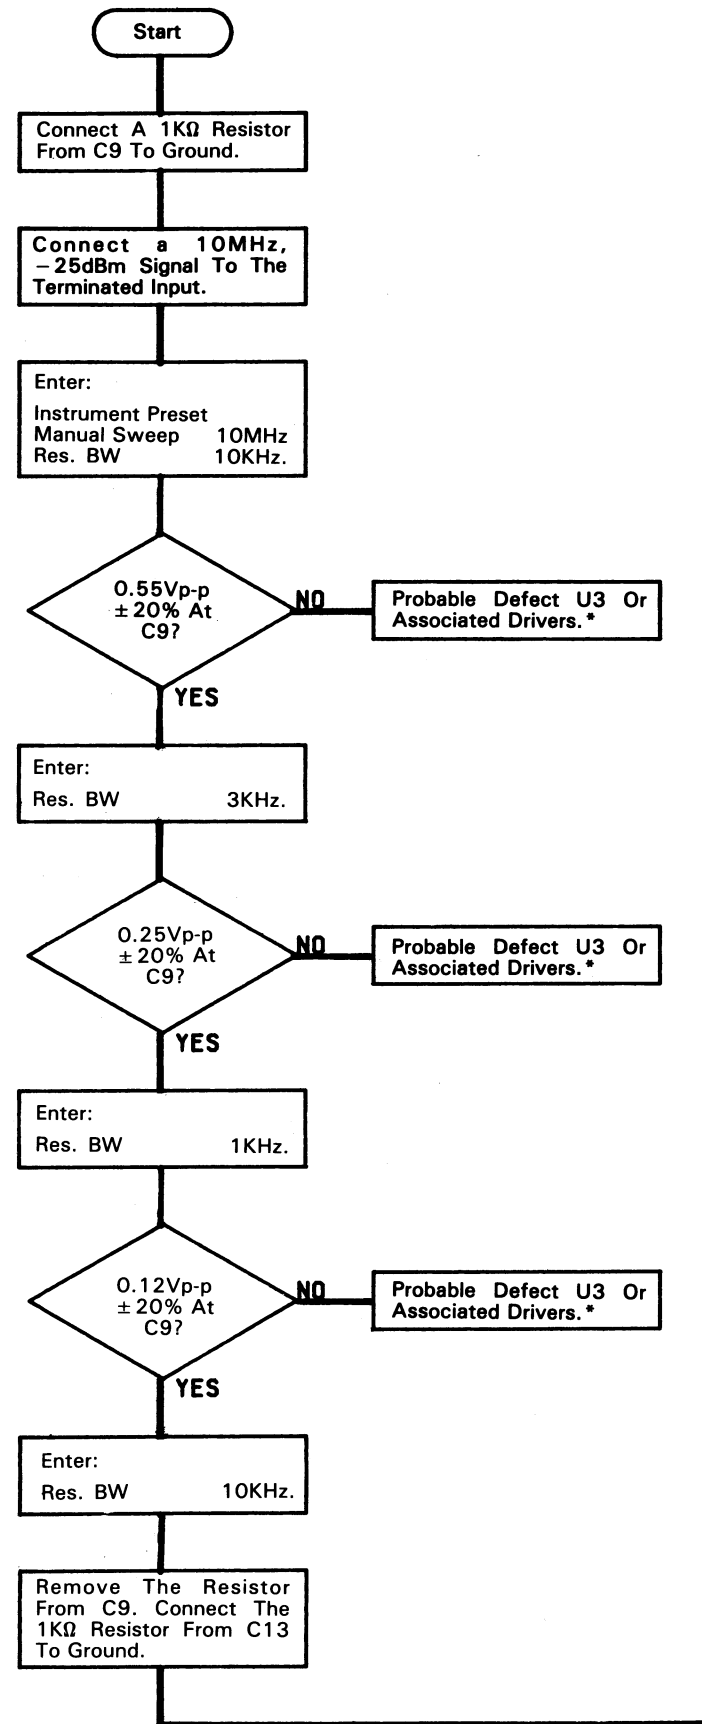 Start
Connect A 1KΩ Resistor
From C9 To Ground.
Connect a 10MHz,
−25dBm Signal To The
Terminated Input.
Enter:
Instrument Preset
Manual Sweep 10MHz
Res. BW 10KHz.
0.55Vp-p
±20% At
C9?
NO
Probable Defect U3 Or
Associated Drivers.*
YES
Enter:
Res. BW 3KHz.
0.25Vp-p
±20% At
C9?
NO
Probable Defect U3 Or
Associated Drivers.*
YES
Enter:
Res. BW 1KHz.
0.12Vp-p
±20% At
C9?
NO
Probable Defect U3 Or
Associated Drivers.*
YES
Enter:
Res. BW 10KHz.
Remove The Resistor
From C9. Connect The
1KΩ Resistor From C13
To Ground.